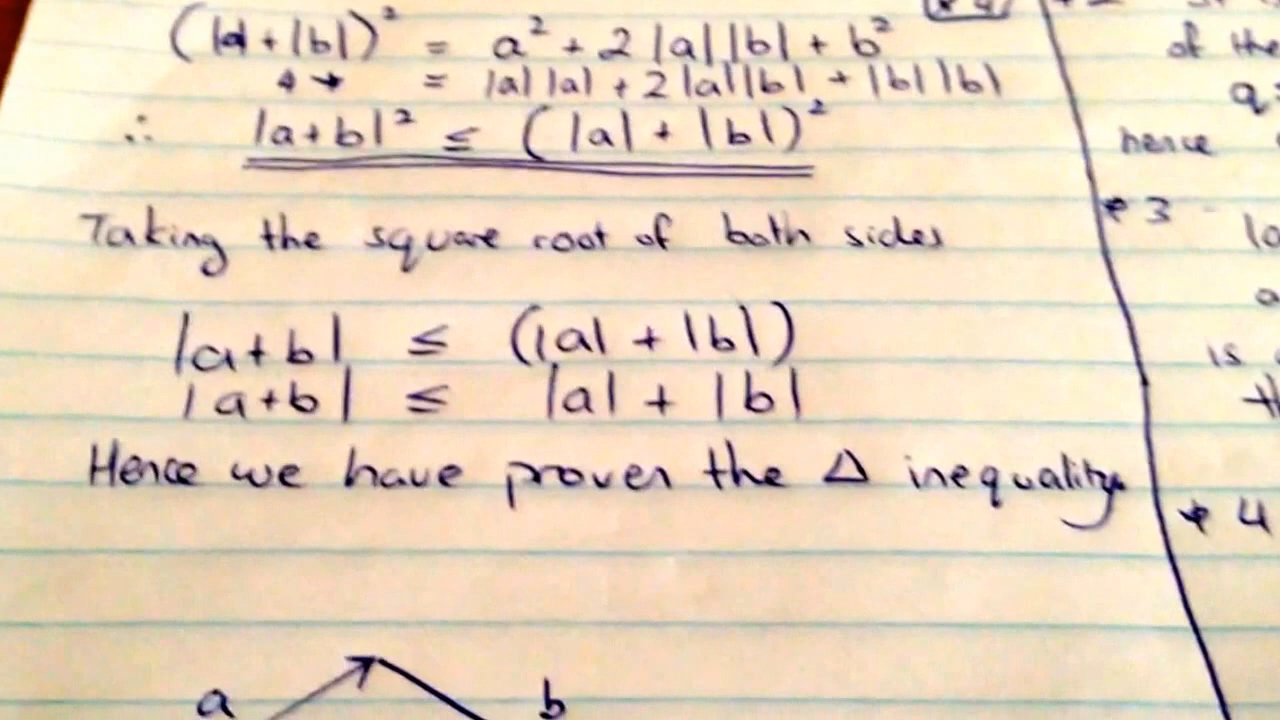 (|a|+|b|)² = a² + 2|a||b| + b²
= |a||a| + 2|a||b| + |b||b|
∴ |a+b|² ≤ (|a| + |b|)²
Taking the square root of both sides
|a+b| ≤ (|a| + |b|)
|a+b| ≤ |a| + |b|
Hence we have proven the Δ inequality
a b
of the
hence
* 3
is
* 4